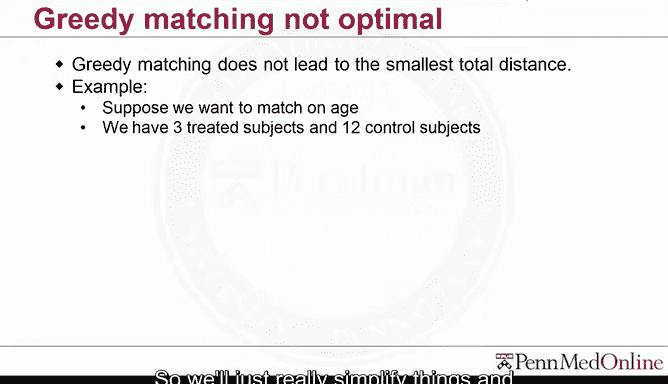 Greedy matching not optimal
Greedy matching does not lead to the smallest total distance.
Example:
Suppose we want to match on age
We have 3 treated subjects and 12 control subjects
PennMedOnline
So we'll just really simplify things and